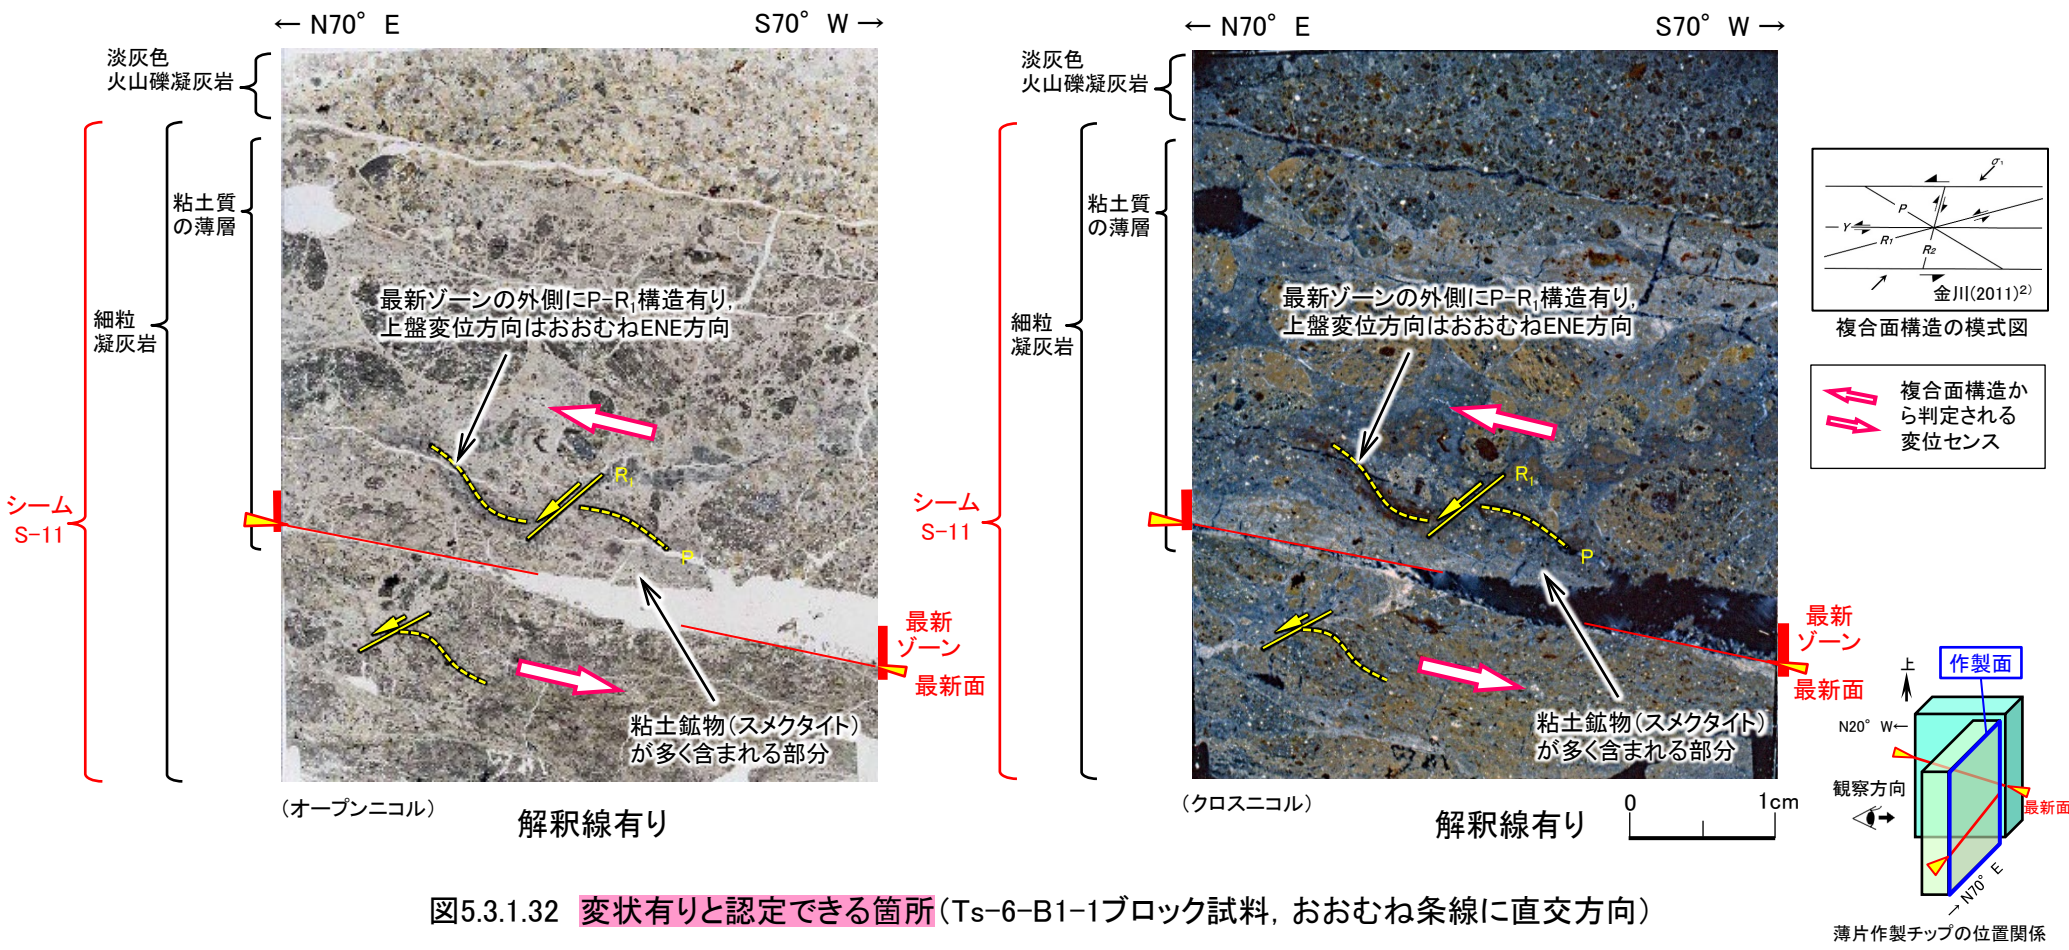 ← N70° E
S70° W →
淡灰色
火山礫凝灰岩
粘土質
の薄層
細粒
凝灰岩
シーム
S-11
最新ゾーンの外側にP-R₁構造有り,
上盤変位方向はおおむねENE方向
R₁
P
最新
ゾーン
最新面
粘土鉱物(スメクタイト)
が多く含まれる部分
(オープンニコル)
解釈線有り
← N70° E
S70° W →
淡灰色
火山礫凝灰岩
粘土質
の薄層
細粒
凝灰岩
シーム
S-11
最新ゾーンの外側にP-R₁構造有り,
上盤変位方向はおおむねENE方向
R₁
P
最新
ゾーン
最新面
粘土鉱物(スメクタイト)
が多く含まれる部分
(クロスニコル)
解釈線有り
0 1cm
σ₁
P
Y
R₁
R₂
金川(2011)²⁾
複合面構造の模式図
複合面構造か
ら判定される
変位センス
上
作製面
N20° W←
観察方向
最新面
→ N70° E
薄片作製チップの位置関係
図5.3.1.32 変状有りと認定できる箇所(Ts-6-B1-1ブロック試料, おおむね条線に直交方向)